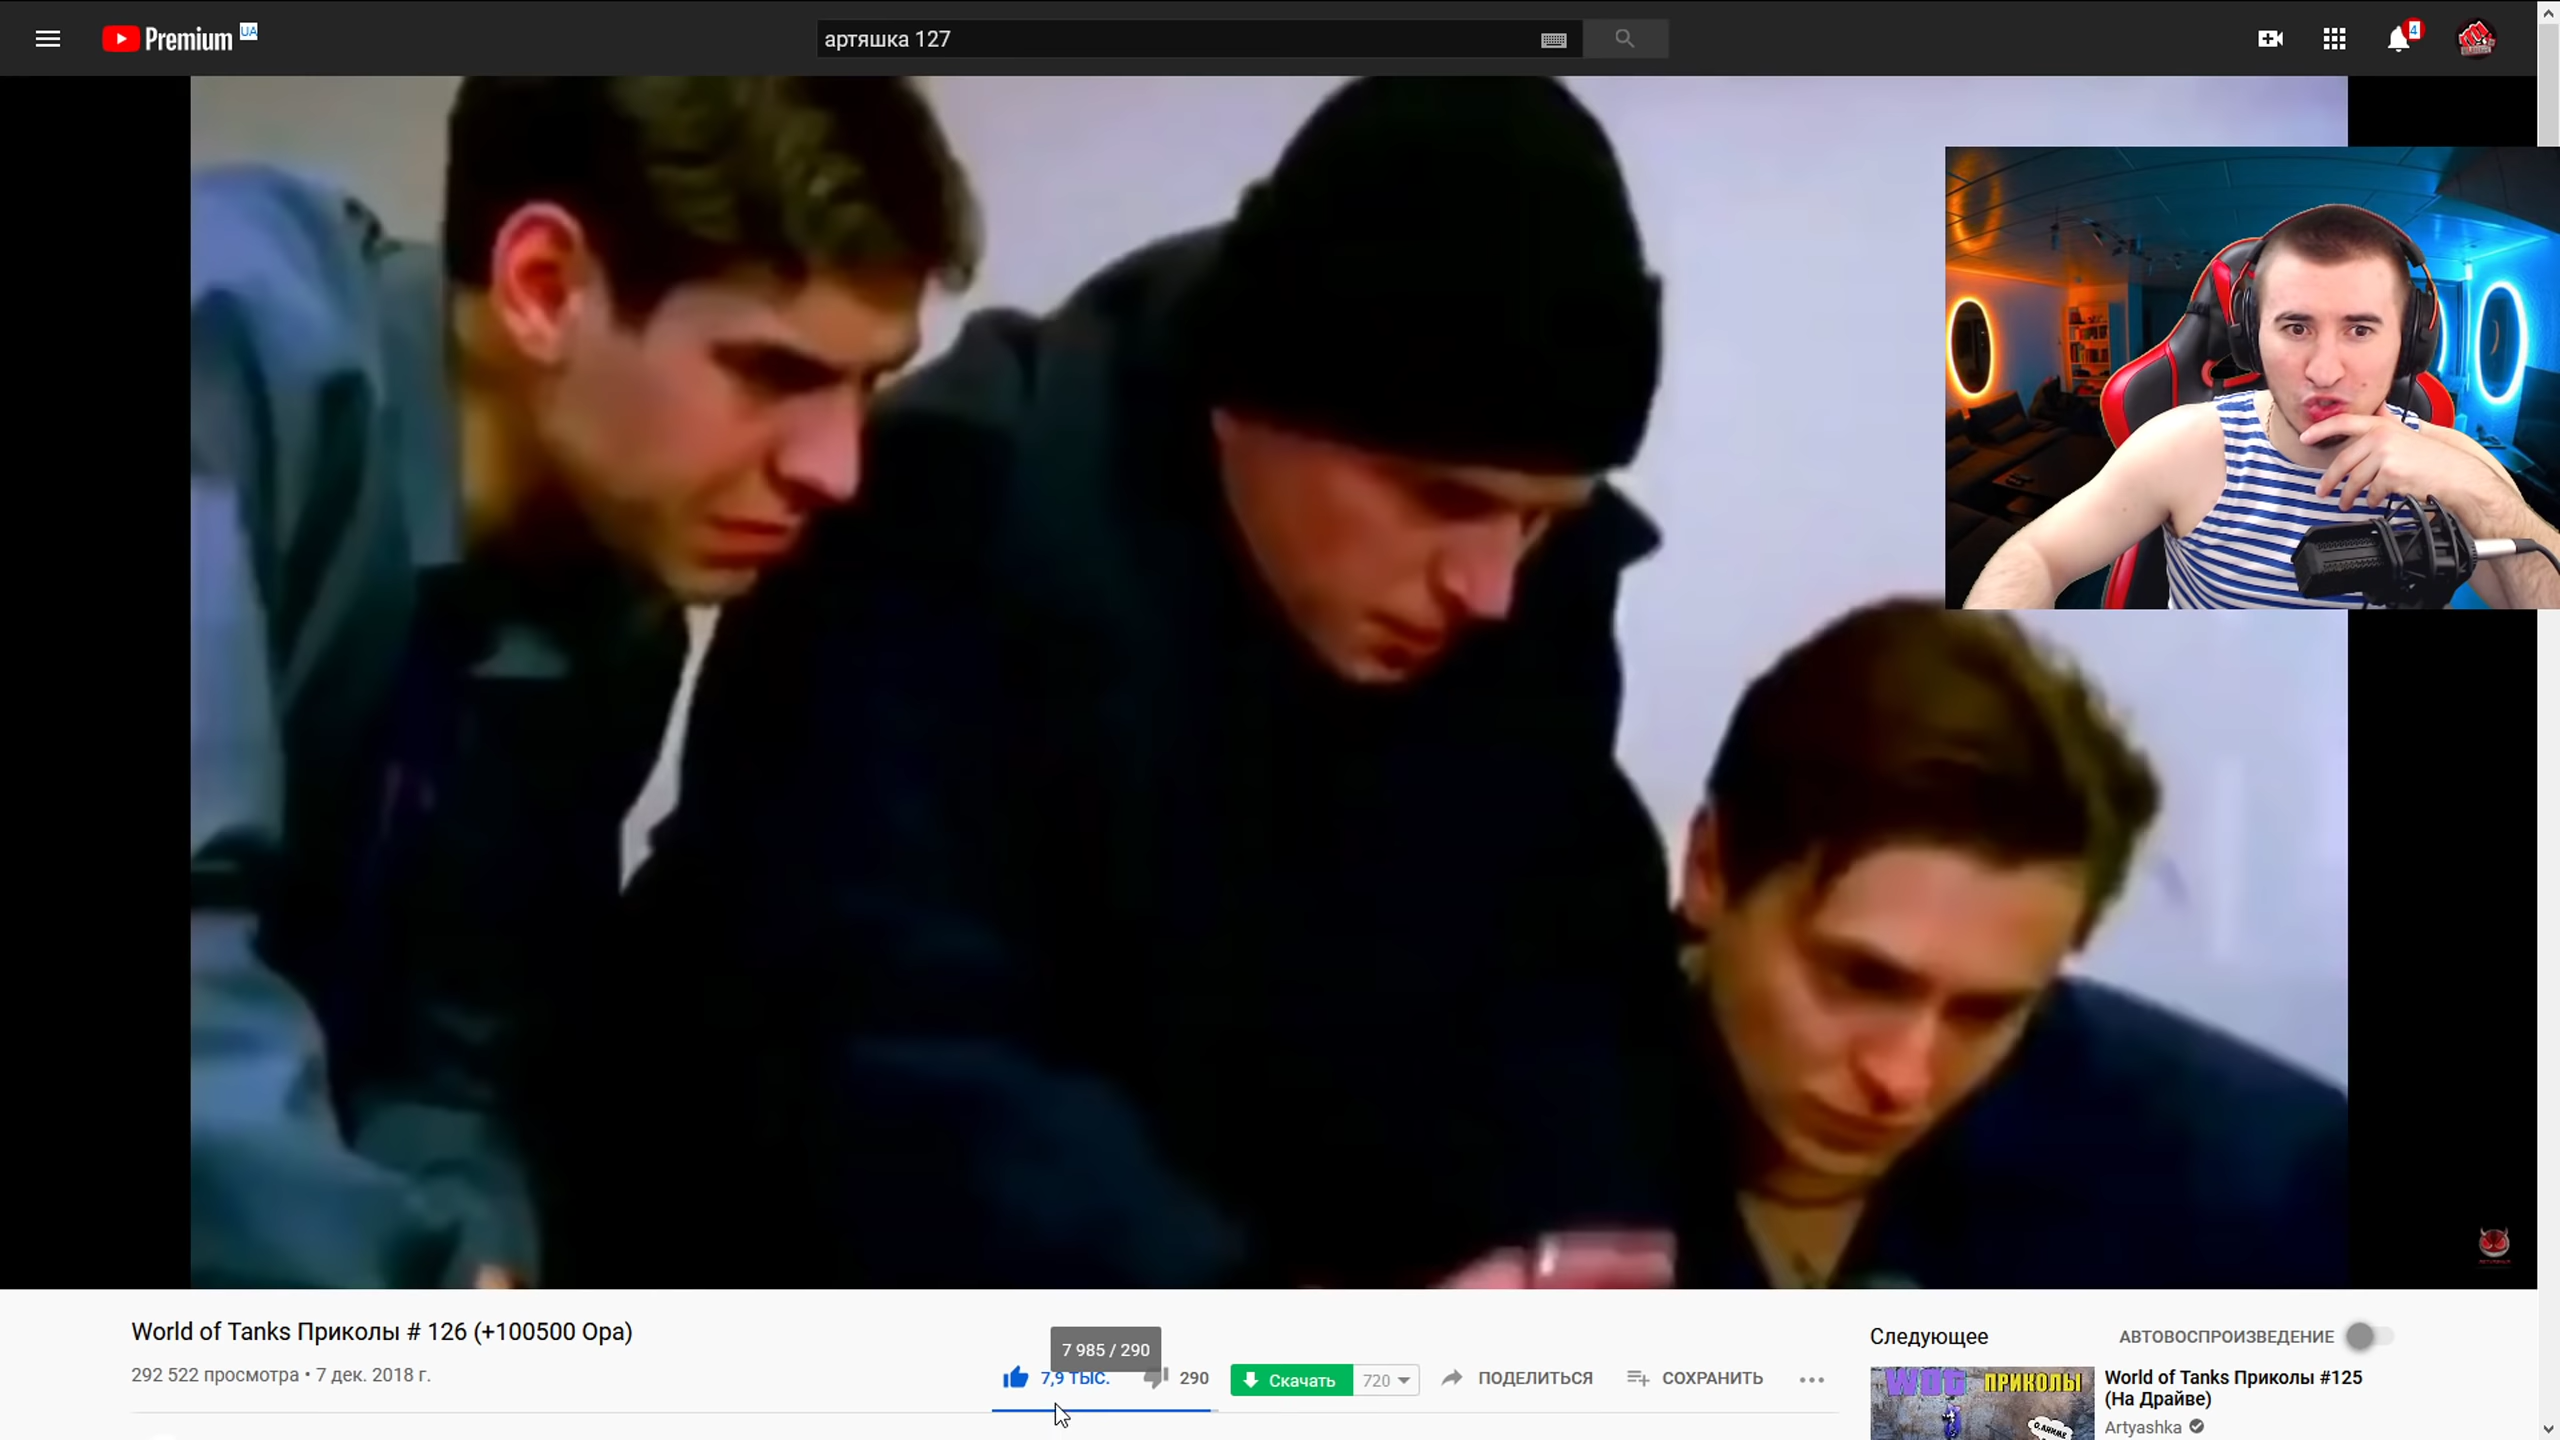 Premium UA
артяшка 127
4
World of Tanks Приколы # 126 (+100500 Ора)
292 522 просмотра • 7 дек. 2018 г.
7 985 / 290
7,9 ТЫС.
290
Скачать
720
ПОДЕЛИТЬСЯ
СОХРАНИТЬ
Следующее
АВТОВОСПРОИЗВЕДЕНИЕ
WOT ПРИКОЛЫ
World of Tanks Приколы #125
(На Драйве)
Artyashka